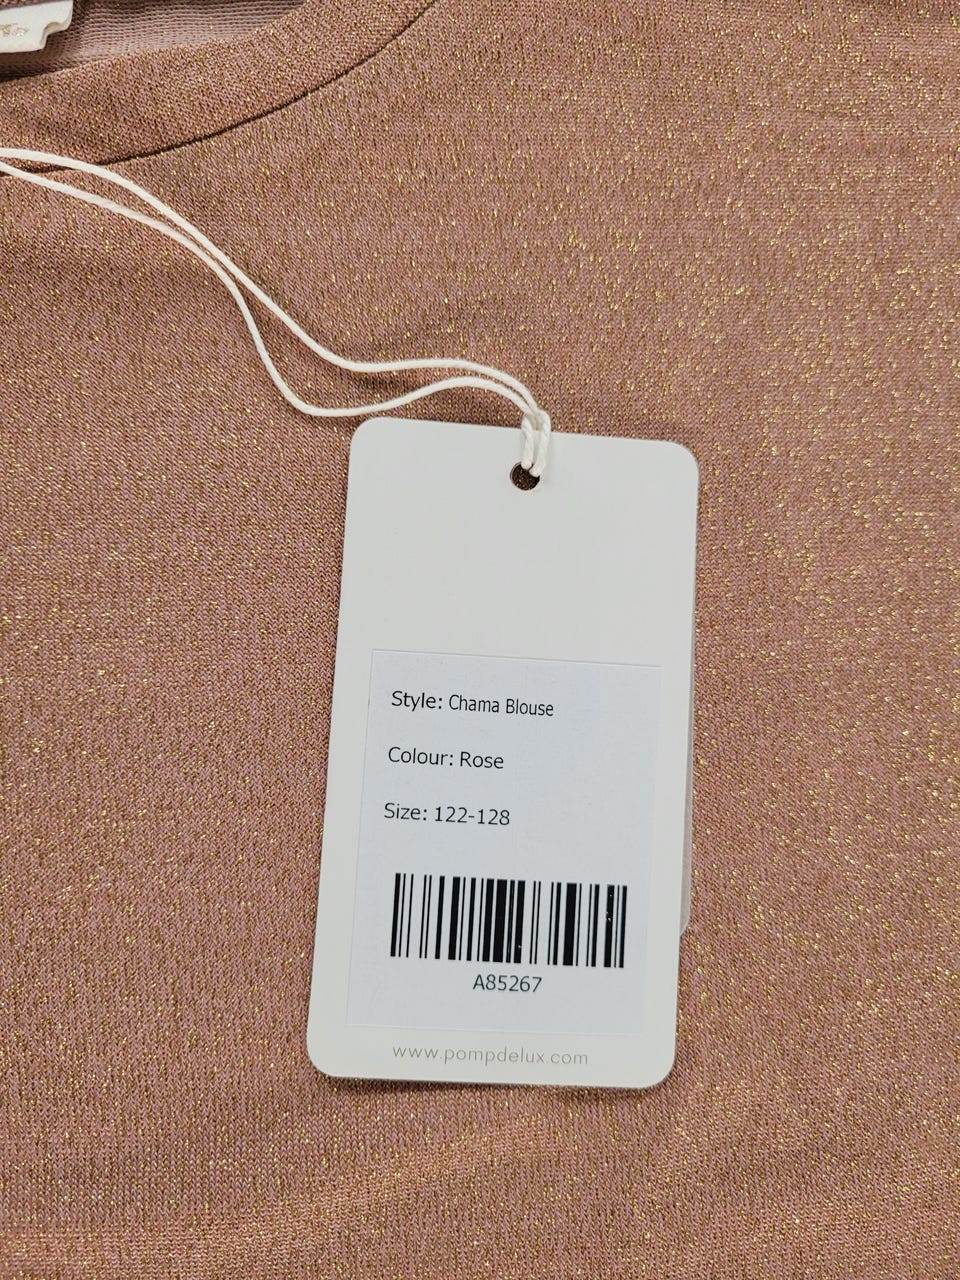 Style: Chama Blouse
Colour: Rose
Size: 122-128
A85267
www.pompdelux.com